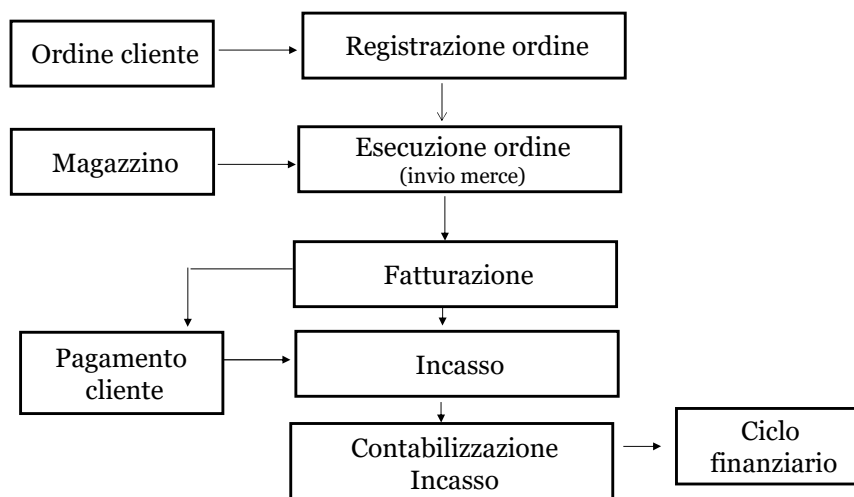 Ordine cliente
Registrazione ordine
Magazzino
Esecuzione ordine
(invio merce)
Fatturazione
Pagamento
cliente
Incasso
Contabilizzazione
Incasso
Ciclo
finanziario